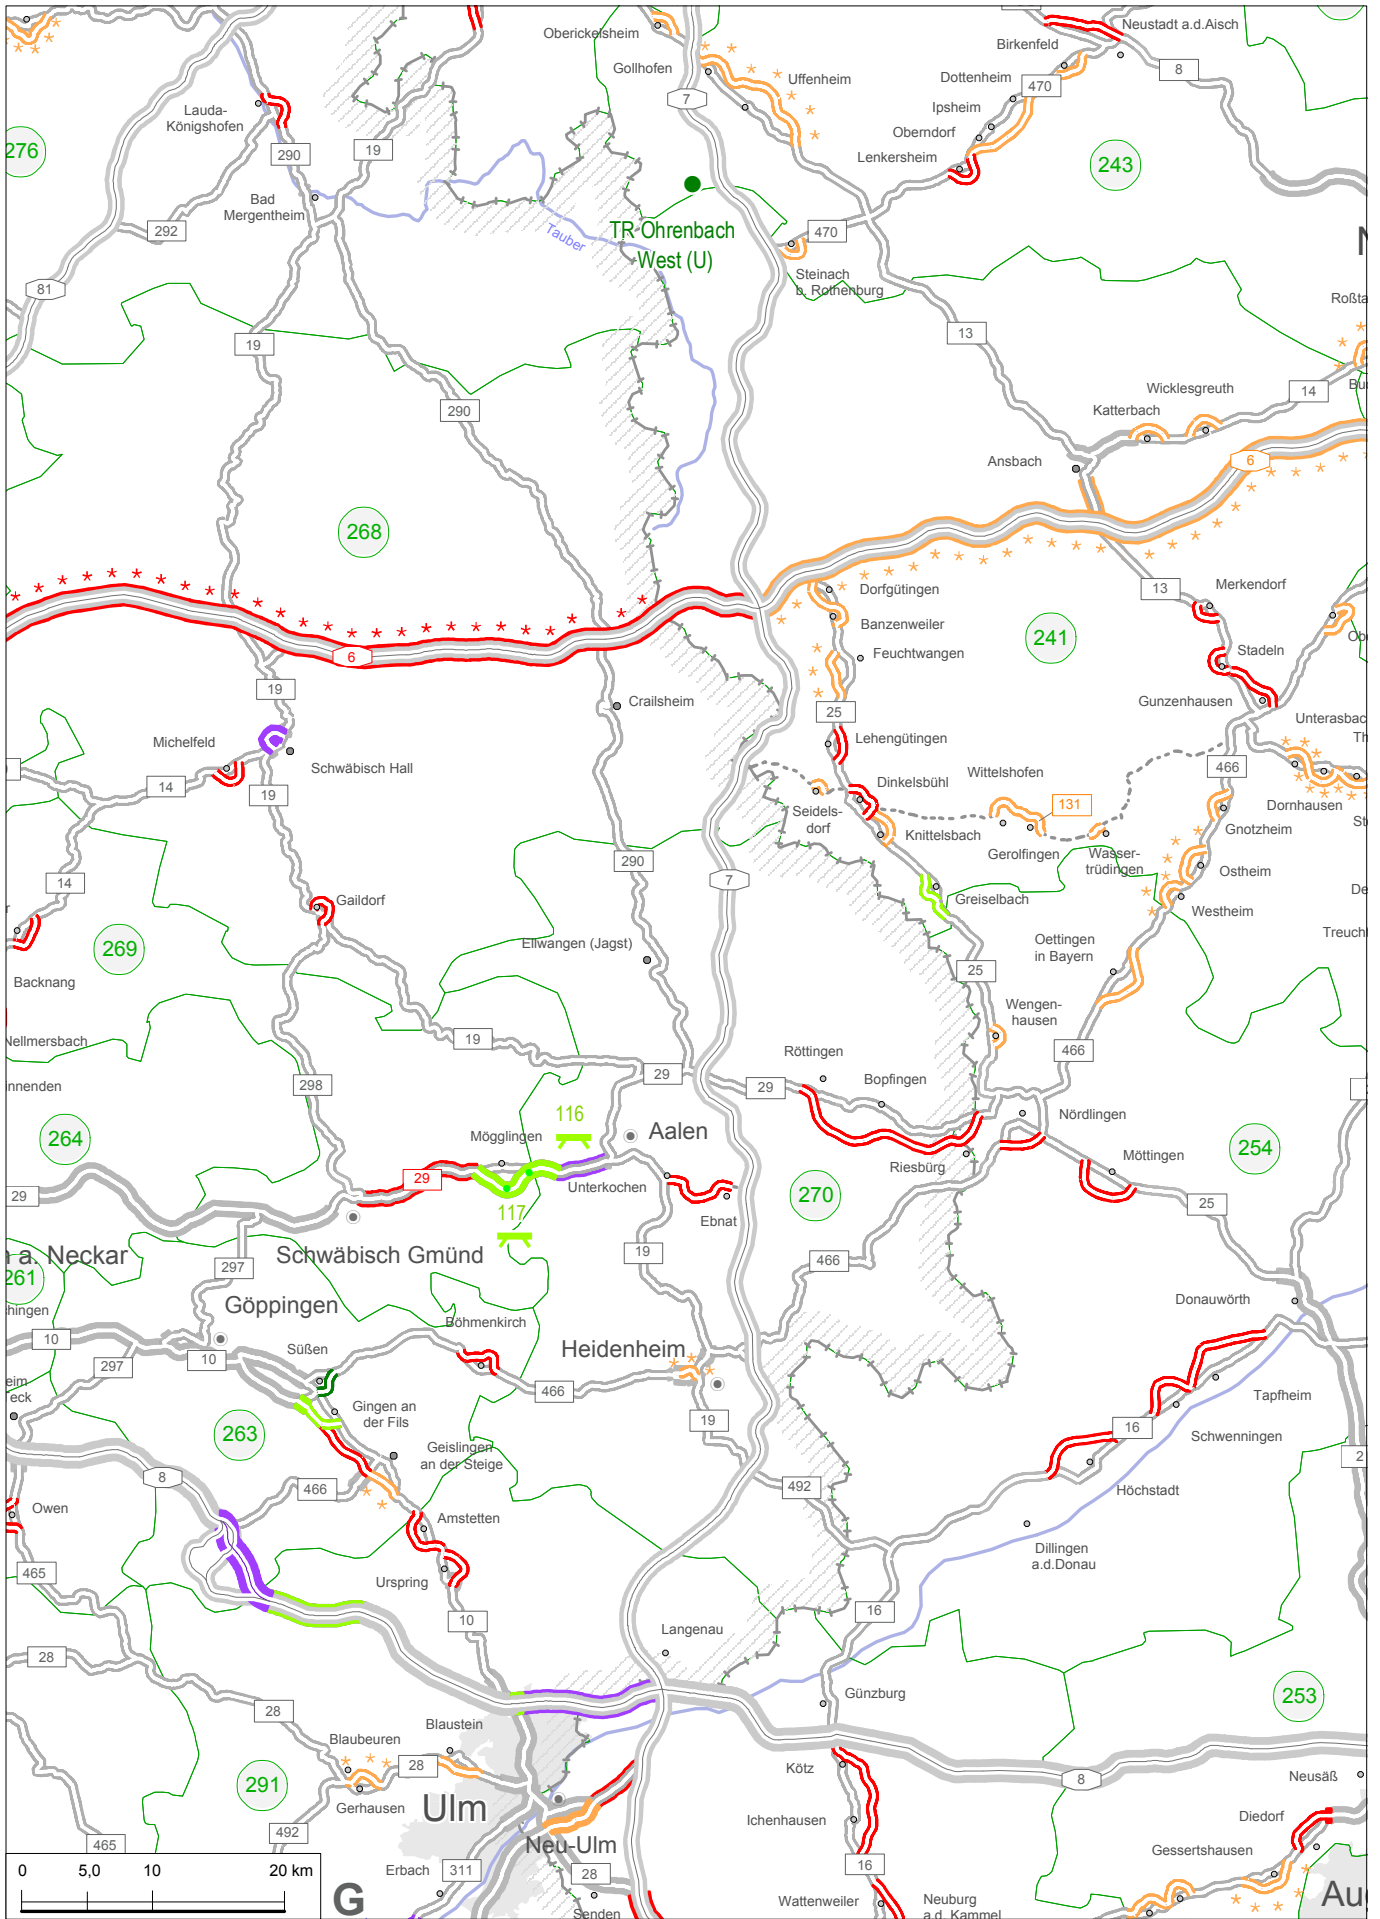 Oberickelsheim
Gollhofen
Uffenheim
7
Neustadt a.d.Aisch
Birkenfeld
8
Dottenheim
470
Ipsheim
Oberndorf
Lenkersheim
243
Lauda-
Königshofen
276
290
19
Bad
Mergentheim
292
Tauber
TR Ohrenbach
West (U)
470
Steinach
b. Rothenburg
81
13
19
290
Wicklesgreuth
14
Katterbach
Ansbach
6
268
Dorfgütingen
Banzenweiler
Feuchtwangen
13
Merkendorf
241
Stadeln
Gunzenhausen
6
19
Crailsheim
25
Michelfeld
Schwäbisch Hall
Lehengütingen
14
19
Dinkelsbühl
Wittelshofen
131
466
Seidels-
dorf
Knittelsbach
Gerolfingen
Wasser-
trüdingen
Dornhausen
Gnotzheim
Ostheim
290
7
14
Gaildorf
Greiselbach
Westheim
269
Ellwangen (Jagst)
Oettingen
in Bayern
Backnang
25
Wengen-
hausen
19
466
298
29
29
Röttingen
Bopfingen
Nördlingen
264
116
Mögglingen
Aalen
254
29
Unterkochen
Riesbürg
Möttingen
29
117
Ebnat
270
25
Schwäbisch Gmünd
19
466
a. Neckar
261
297
Göppingen
Böhmenkirch
Heidenheim
Donauwörth
10
10
Süßen
297
466
Gingen an
der Fils
19
Tapfheim
16
Schwenningen
263
Geislingen
an der Steige
8
466
492
Höchstadt
Owen
Amstetten
Dillingen
a.d.Donau
465
Urspring
10
16
Langenau
28
253
Günzburg
28
Blaubeuren
Blaustein
28
Kötz
8
Neusäß
291
Gerhausen
Ulm
Ichenhausen
Diedorf
492
Neu-Ulm
Gessertshausen
465
Erbach
311
28
16
0 5,0 10 20 km
G
Senden
Wattenweiler
Neuburg
a.d. Kammel